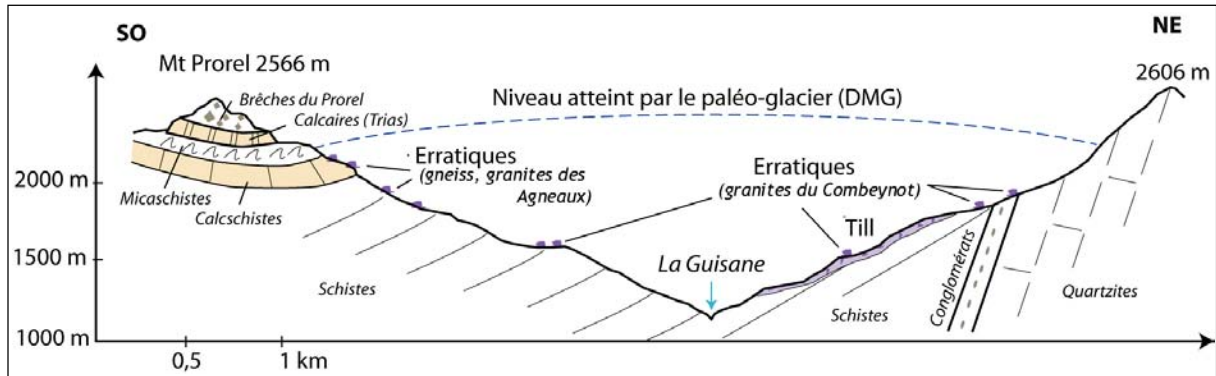 SO
NE
Mt Prorel 2566 m
2606 m
Brêches du Prorel
Calcaires (Trias)
Niveau atteint par le paléo-glacier (DMG)
Erratiques
(gneiss, granites des
Agneaux)
Erratiques
(granites du Combeynot)
2000 m
Micaschistes
Calcschistes
Till
1500 m
La Guisane
Schistes
Schistes
Conglomérats
Quartzites
1000 m
0,5
1 km